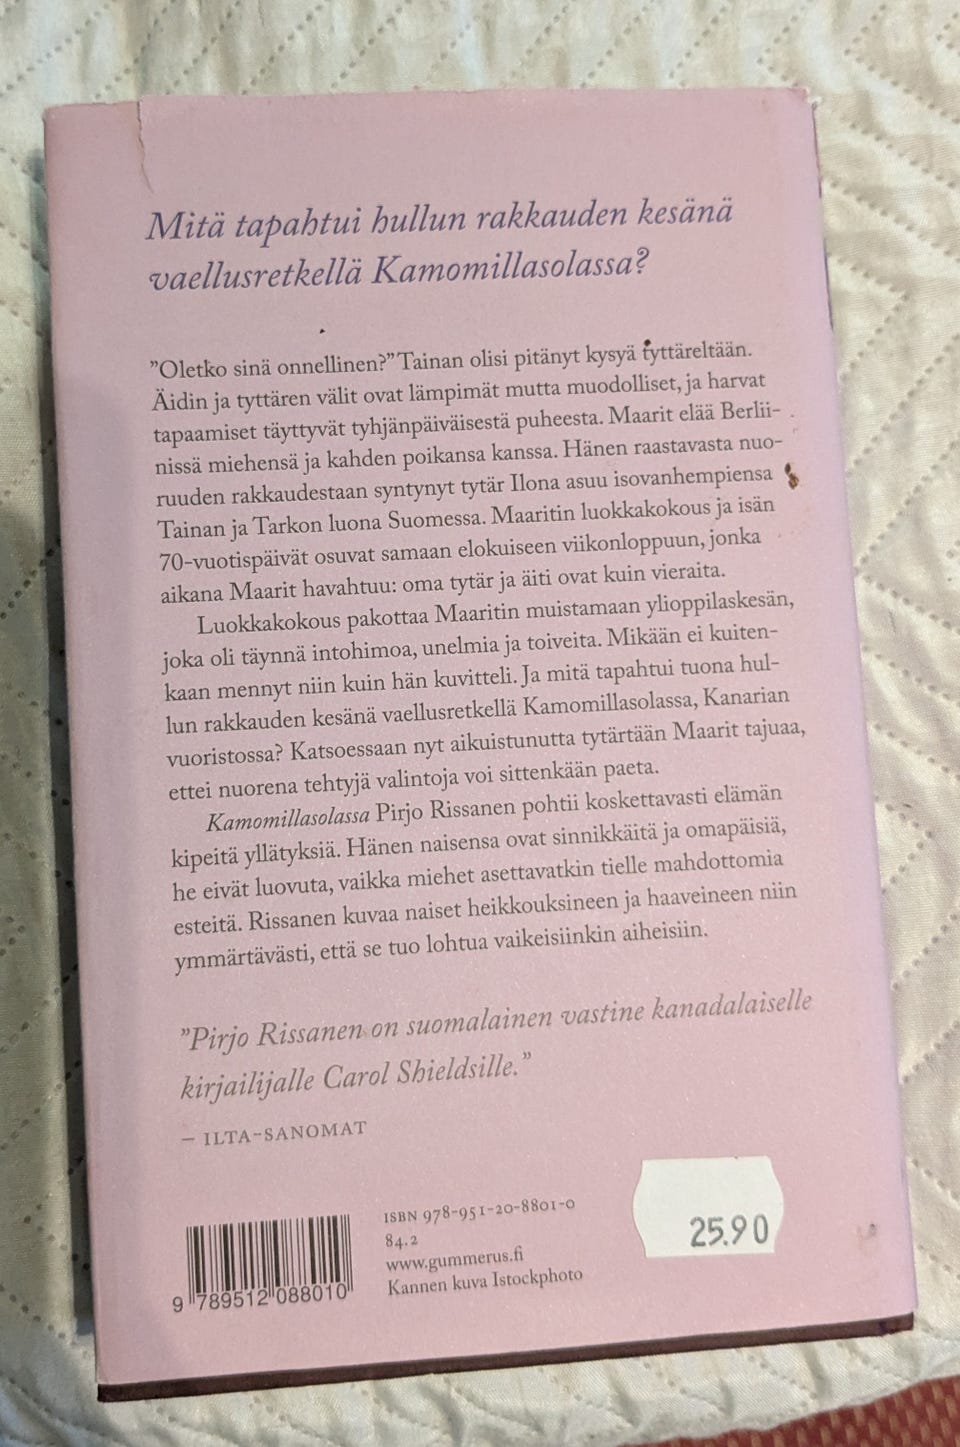 Mitä tapahtui hullun rakkauden kesänä
vaellusretkellä Kamomillasolassa?
”Oletko sinä onnellinen?” Tainan olisi pitänyt kysyä tyttäreltään.
Äidin ja tyttären välit ovat lämpimät mutta muodolliset, ja harvat
tapaamiset täyttyvät tyhjänpäiväisestä puheesta. Maarit elää Berlii-
nissä miehensä ja kahden poikansa kanssa. Hänen raastavasta nuo-
ruuden rakkaudestaan syntynyt tytär Ilona asuu isovanhempiensa
Tainan ja Tarkon luona Suomessa. Maaritin luokkakokous ja isän
70-vuotispäivät osuvat samaan elokuiseen viikonloppuun, jonka
aikana Maarit havahtuu: oma tytär ja äiti ovat kuin vieraita.
Luokkakokous pakottaa Maaritin muistamaan ylioppilaskesän,
joka oli täynnä intohimoa, unelmia ja toiveita. Mikään ei kuiten-
kaan mennyt niin kuin hän kuvitteli. Ja mitä tapahtui tuona hul-
lun rakkauden kesänä vaellusretkellä Kamomillasolassa, Kanarian
vuoristossa? Katsoessaan nyt aikuistunutta tytärtään Maarit tajuaa,
ettei nuorena tehtyjä valintoja voi sittenkään paeta.
Kamomillasolassa Pirjo Rissanen pohtii koskettavasti elämän
kipeitä yllätyksiä. Hänen naisensa ovat sinnikkäitä ja omapäisiä,
he eivät luovuta, vaikka miehet asettavatkin tielle mahdottomia
esteitä. Rissanen kuvaa naiset heikkouksineen ja haaveineen niin
ymmärtävästi, että se tuo lohtua vaikeisiinkin aiheisiin.
”Pirjo Rissanen on suomalainen vastine kanadalaiselle
kirjailijalle Carol Shieldsille.”
– ILTA-SANOMAT
ISBN 978-951-20-8801-0
84.2
www.gummerus.fi
Kannen kuva Istockphoto
9 789512 088010
25.90